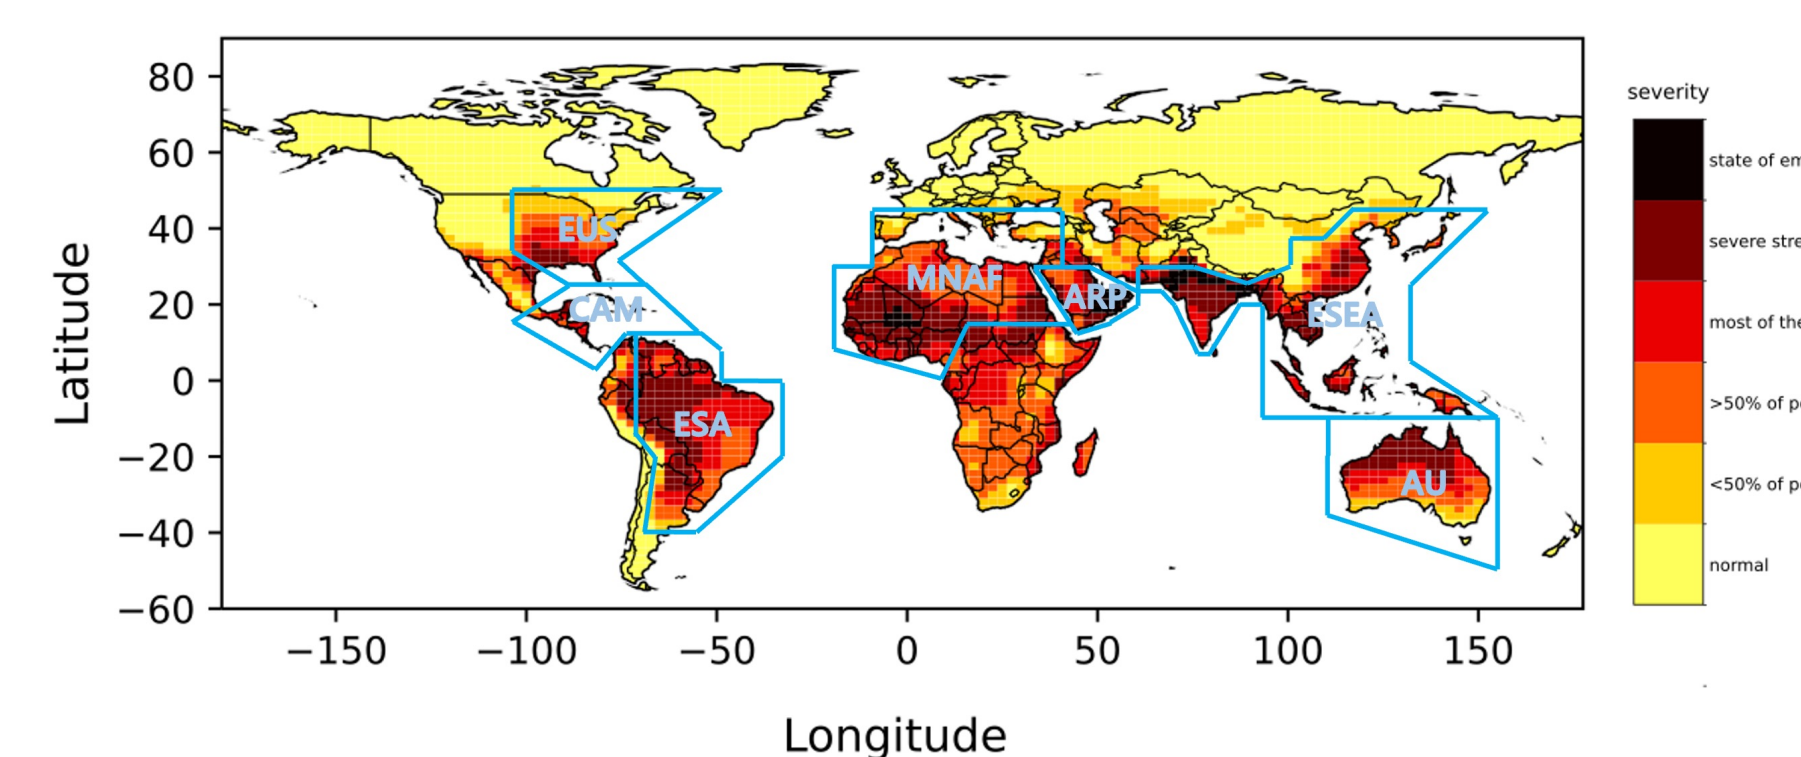 severity
state of em
severe stre
most of the
>50% of p
<50% of p
normal
80
60
40
20
0
−20
−40
−60
Latitude
EUS
CAM
ESA
MNAF
ARP
ESEA
AU
−150
−100
−50
0
50
100
150
Longitude